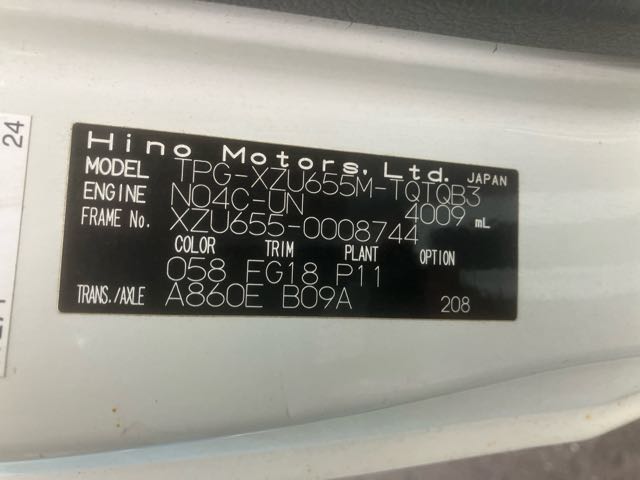 Hino Motors, Ltd. JAPAN
MODEL TPG-XZU655M-TQTQB3
ENGINE N04C-UN 4009 mL
FRAME No. XZU655-0008744
COLOR TRIM PLANT OPTION
058 FG18 P11
TRANS./AXLE A860E B09A 208
24